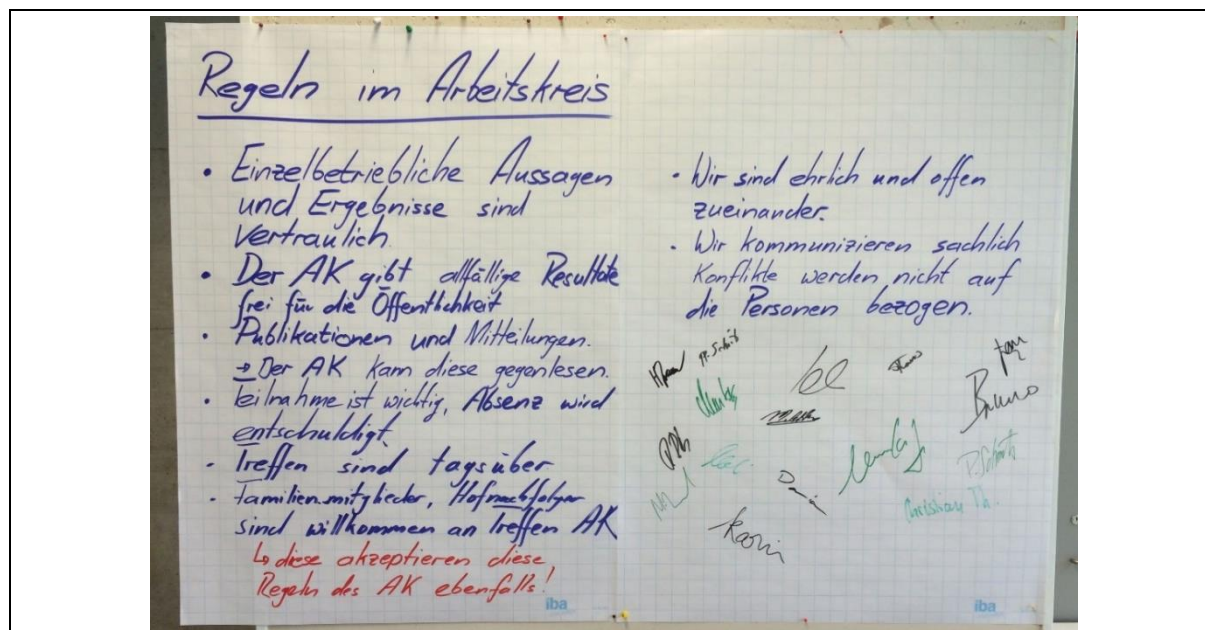 Regeln im Arbeitskreis
• Einzelbetriebliche Aussagen
und Ergebnisse sind
vertraulich.
• Der AK gibt allfällige Resultate
frei für die Öffentlichkeit
• Publikationen und Mitteilungen.
→ Der AK kann diese gegenlesen.
• Teilnahme ist wichtig, Absenz wird
entschuldigt.
• Treffen sind tagsüber
• Familienmitglieder, Hofnachfolger
sind willkommen an Treffen AK
↳ diese akzeptieren diese
Regeln des AK ebenfalls!
iba
• Wir sind ehrlich und offen
zueinander.
• Wir kommunizieren sachlich
Konflikte werden nicht auf
die Personen bezogen.
Bruno
Christian Th.
Karin
iba